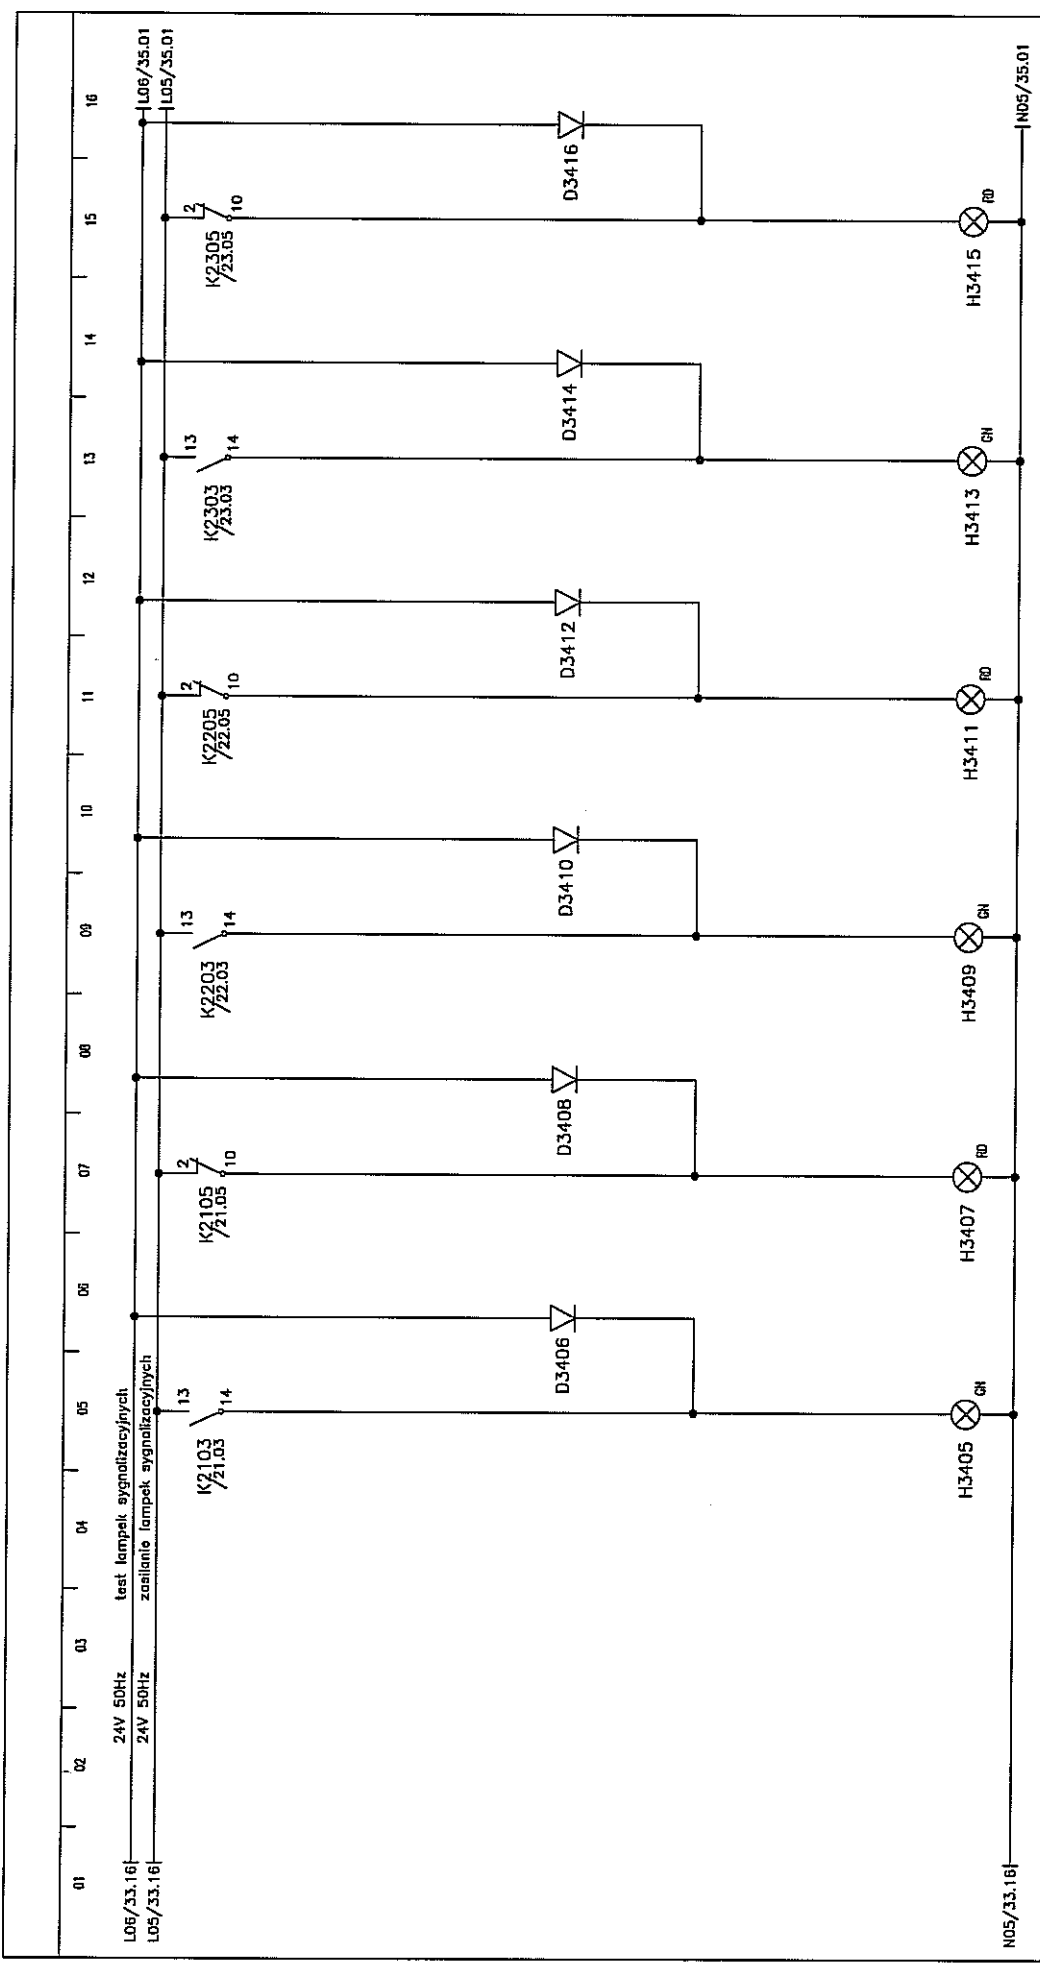 01 02 03 04 05 06 07 08 09 10 11 12 13 14 15 16
L06/33.16 24V 50Hz test lampek sygnalizacyjnych L06/35.01
L05/33.16 24V 50Hz zasilanie lampek sygnalizacyjnych L05/35.01
13 2 13 2 13 2
K2103 14 K2105 10 K2203 14 K2205 10 K2303 14 K2305 10
/21.03 /21.05 /22.03 /22.05 /23.03 /23.05
D3406 D3408 D3410 D3412 D3414 D3416
H3405 GN H3407 RD H3409 GN H3411 RD H3413 GN H3415 RD
N05/33.16 N05/35.01